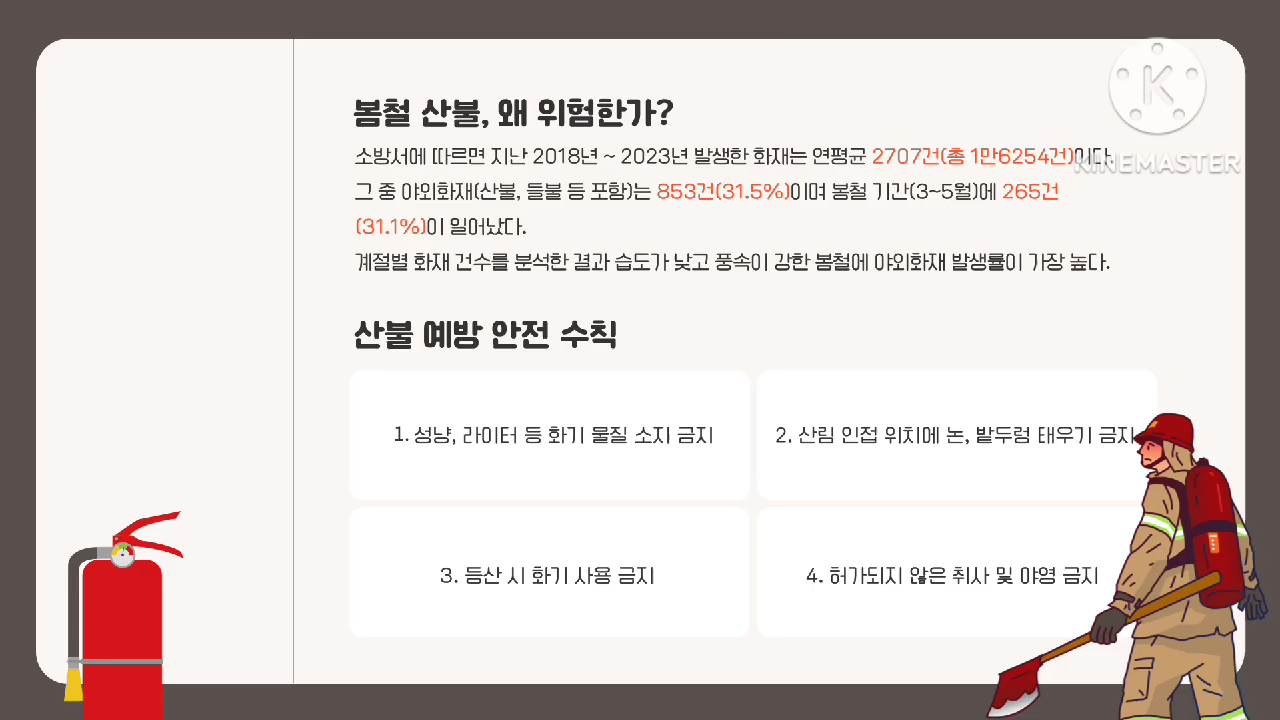 봄철 산불, 왜 위험한가?
소방서에 따르면 지난 2018년 ~ 2023년 발생한 화재는 연평균 2707건(총 1만6254건)이다.
그 중 야외화재(산불, 들불 등 포함)는 853건(31.5%)이며 봄철 기간(3~5월)에 265건
(31.1%)이 일어났다.
계절별 화재 건수를 분석한 결과 습도가 낮고 풍속이 강한 봄철에 야외화재 발생률이 가장 높다.
산불 예방 안전 수칙
1. 성냥, 라이터 등 화기 물질 소지 금지
2. 산림 인접 위치에 논, 밭두렁 태우기 금지
3. 등산 시 화기 사용 금지
4. 허가되지 않은 취사 및 야영 금지
K
KINEMASTER